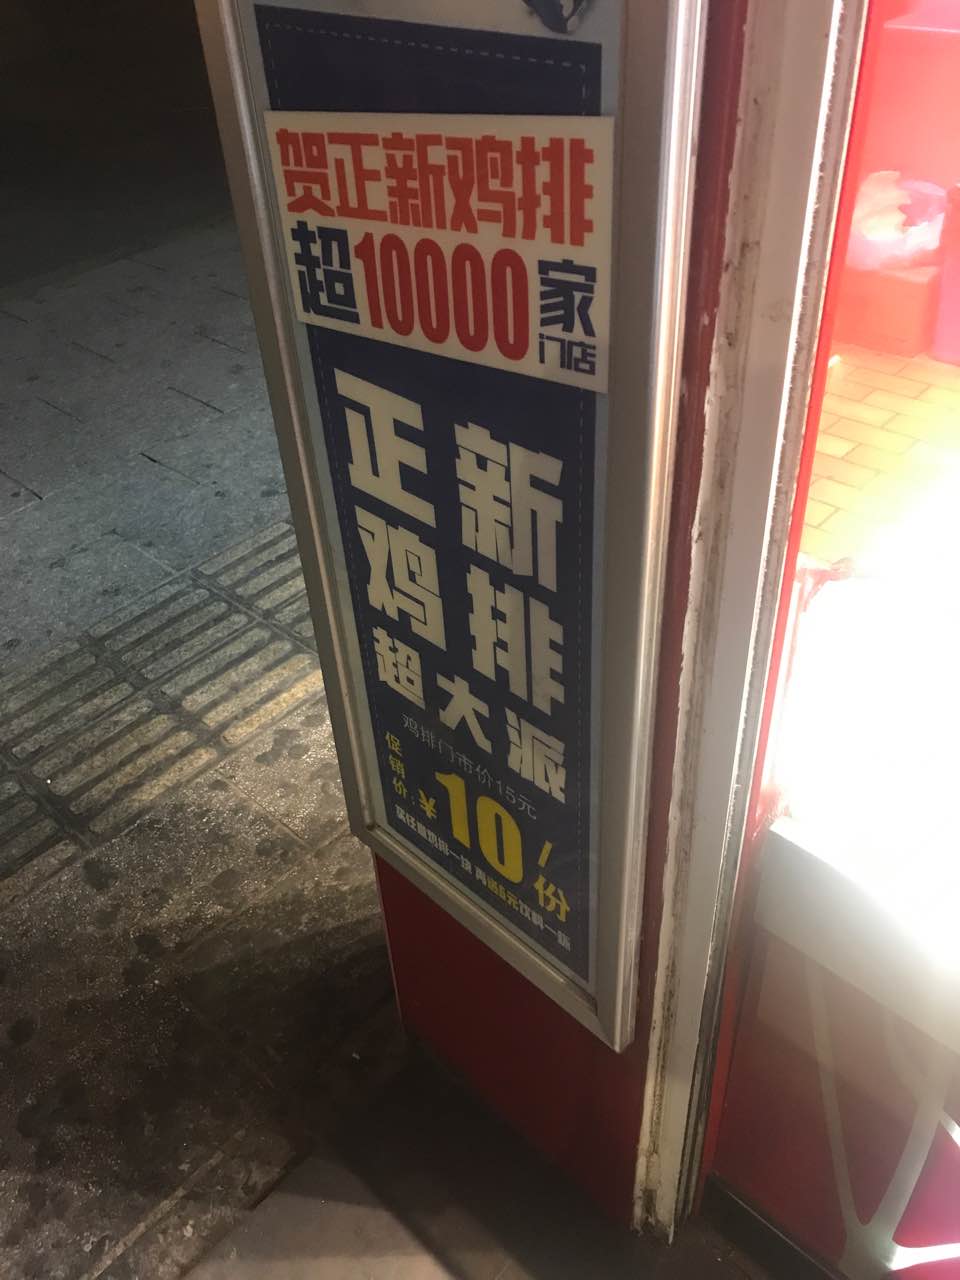 贺正新鸡排
超10000家
门店
正新
鸡排
超大派
鸡排门市价15元
促销价:¥10/份